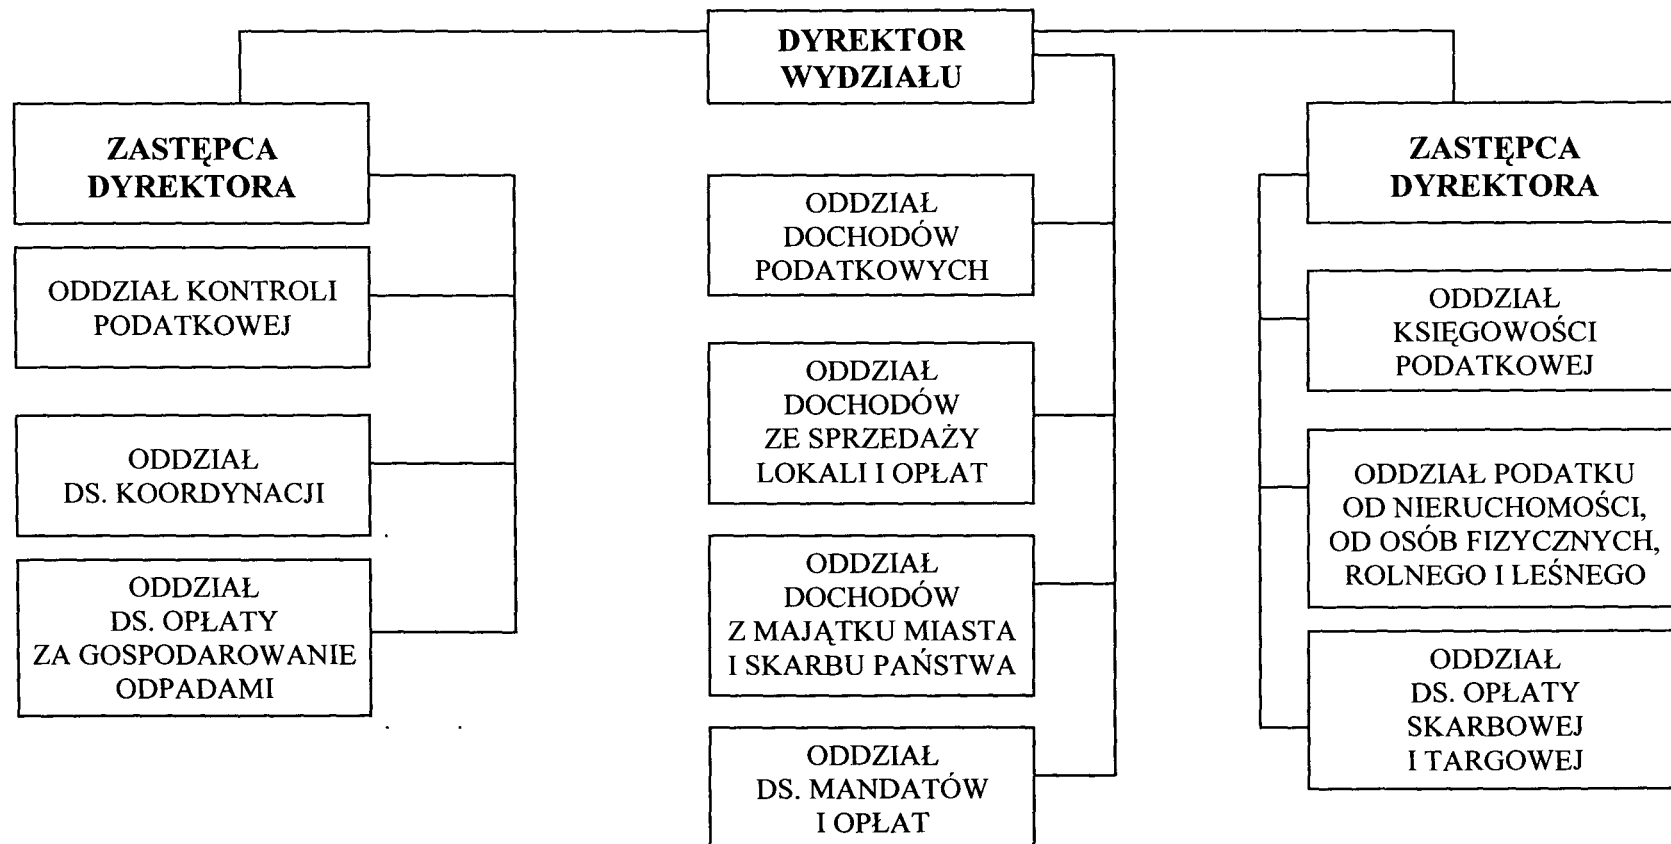 DYREKTOR
WYDZIAŁU
ZASTĘPCA
DYREKTORA
ODDZIAŁ KONTROLI
PODATKOWEJ
ODDZIAŁ
DS. KOORDYNACJI
ODDZIAŁ
DS. OPŁATY
ZA GOSPODAROWANIE
ODPADAMI
ODDZIAŁ
DOCHODÓW
PODATKOWYCH
ODDZIAŁ
DOCHODÓW
ZE SPRZEDAŻY
LOKALI I OPŁAT
ODDZIAŁ
DOCHODÓW
Z MAJĄTKU MIASTA
I SKARBU PAŃSTWA
ODDZIAŁ
DS. MANDATÓW
I OPŁAT
ZASTĘPCA
DYREKTORA
ODDZIAŁ
KSIĘGOWOŚCI
PODATKOWEJ
ODDZIAŁ PODATKU
OD NIERUCHOMOŚCI,
OD OSÓB FIZYCZNYCH,
ROLNEGO I LEŚNEGO
ODDZIAŁ
DS. OPŁATY
SKARBOWEJ
I TARGOWEJ